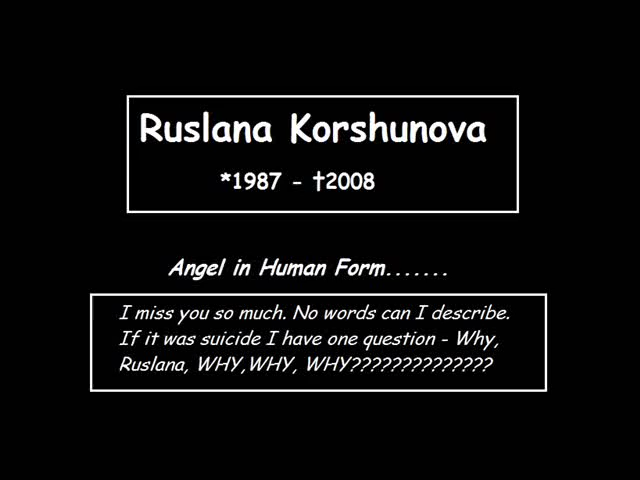 Ruslana Korshunova
*1987 - †2008
Angel in Human Form.......
I miss you so much. No words can I describe.
If it was suicide I have one question - Why,
Ruslana, WHY,WHY, WHY??????????????